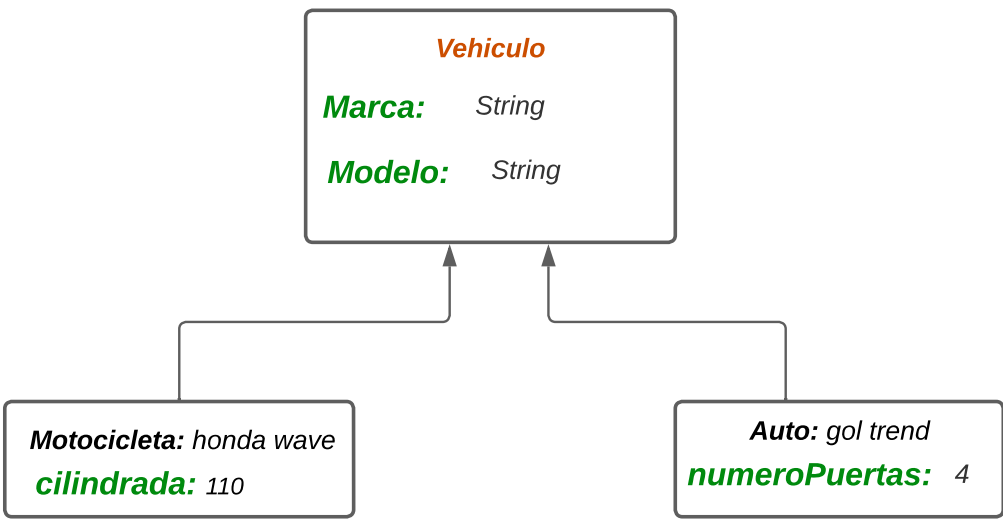 Vehiculo
Marca: String
Modelo: String
Motocicleta: honda wave
cilindrada: 110
Auto: gol trend
numeroPuertas: 4